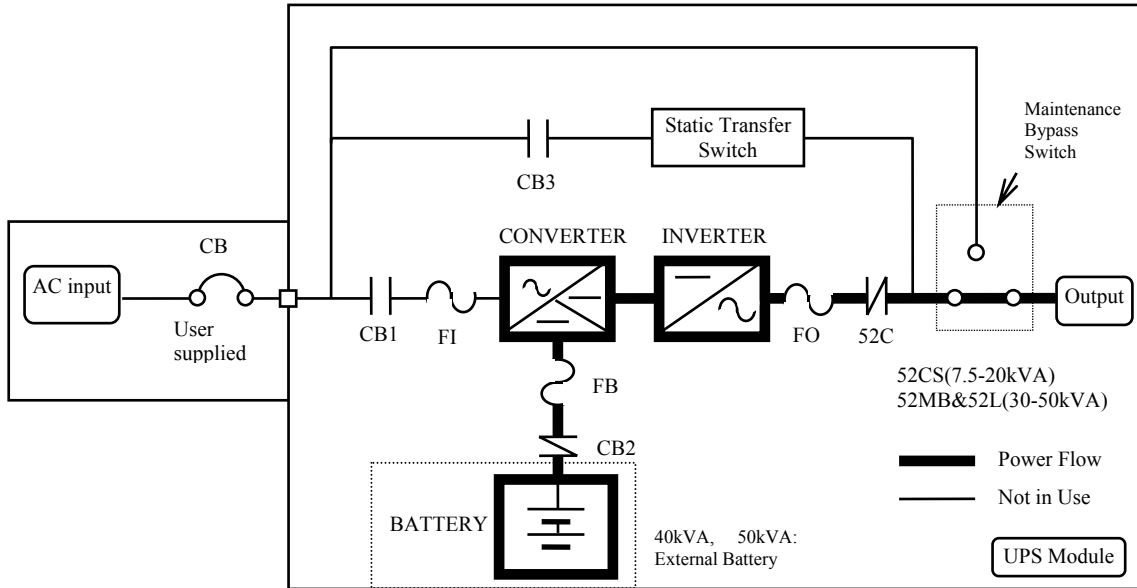 Maintenance
Bypass
Switch
Static Transfer
Switch
CB3
CONVERTER
INVERTER
CB
AC input
User
supplied
CB1
FI
FO
52C
Output
FB
52CS(7.5-20kVA)
52MB&52L(30-50kVA)
CB2
Power Flow
Not in Use
BATTERY
40kVA, 50kVA:
External Battery
UPS Module